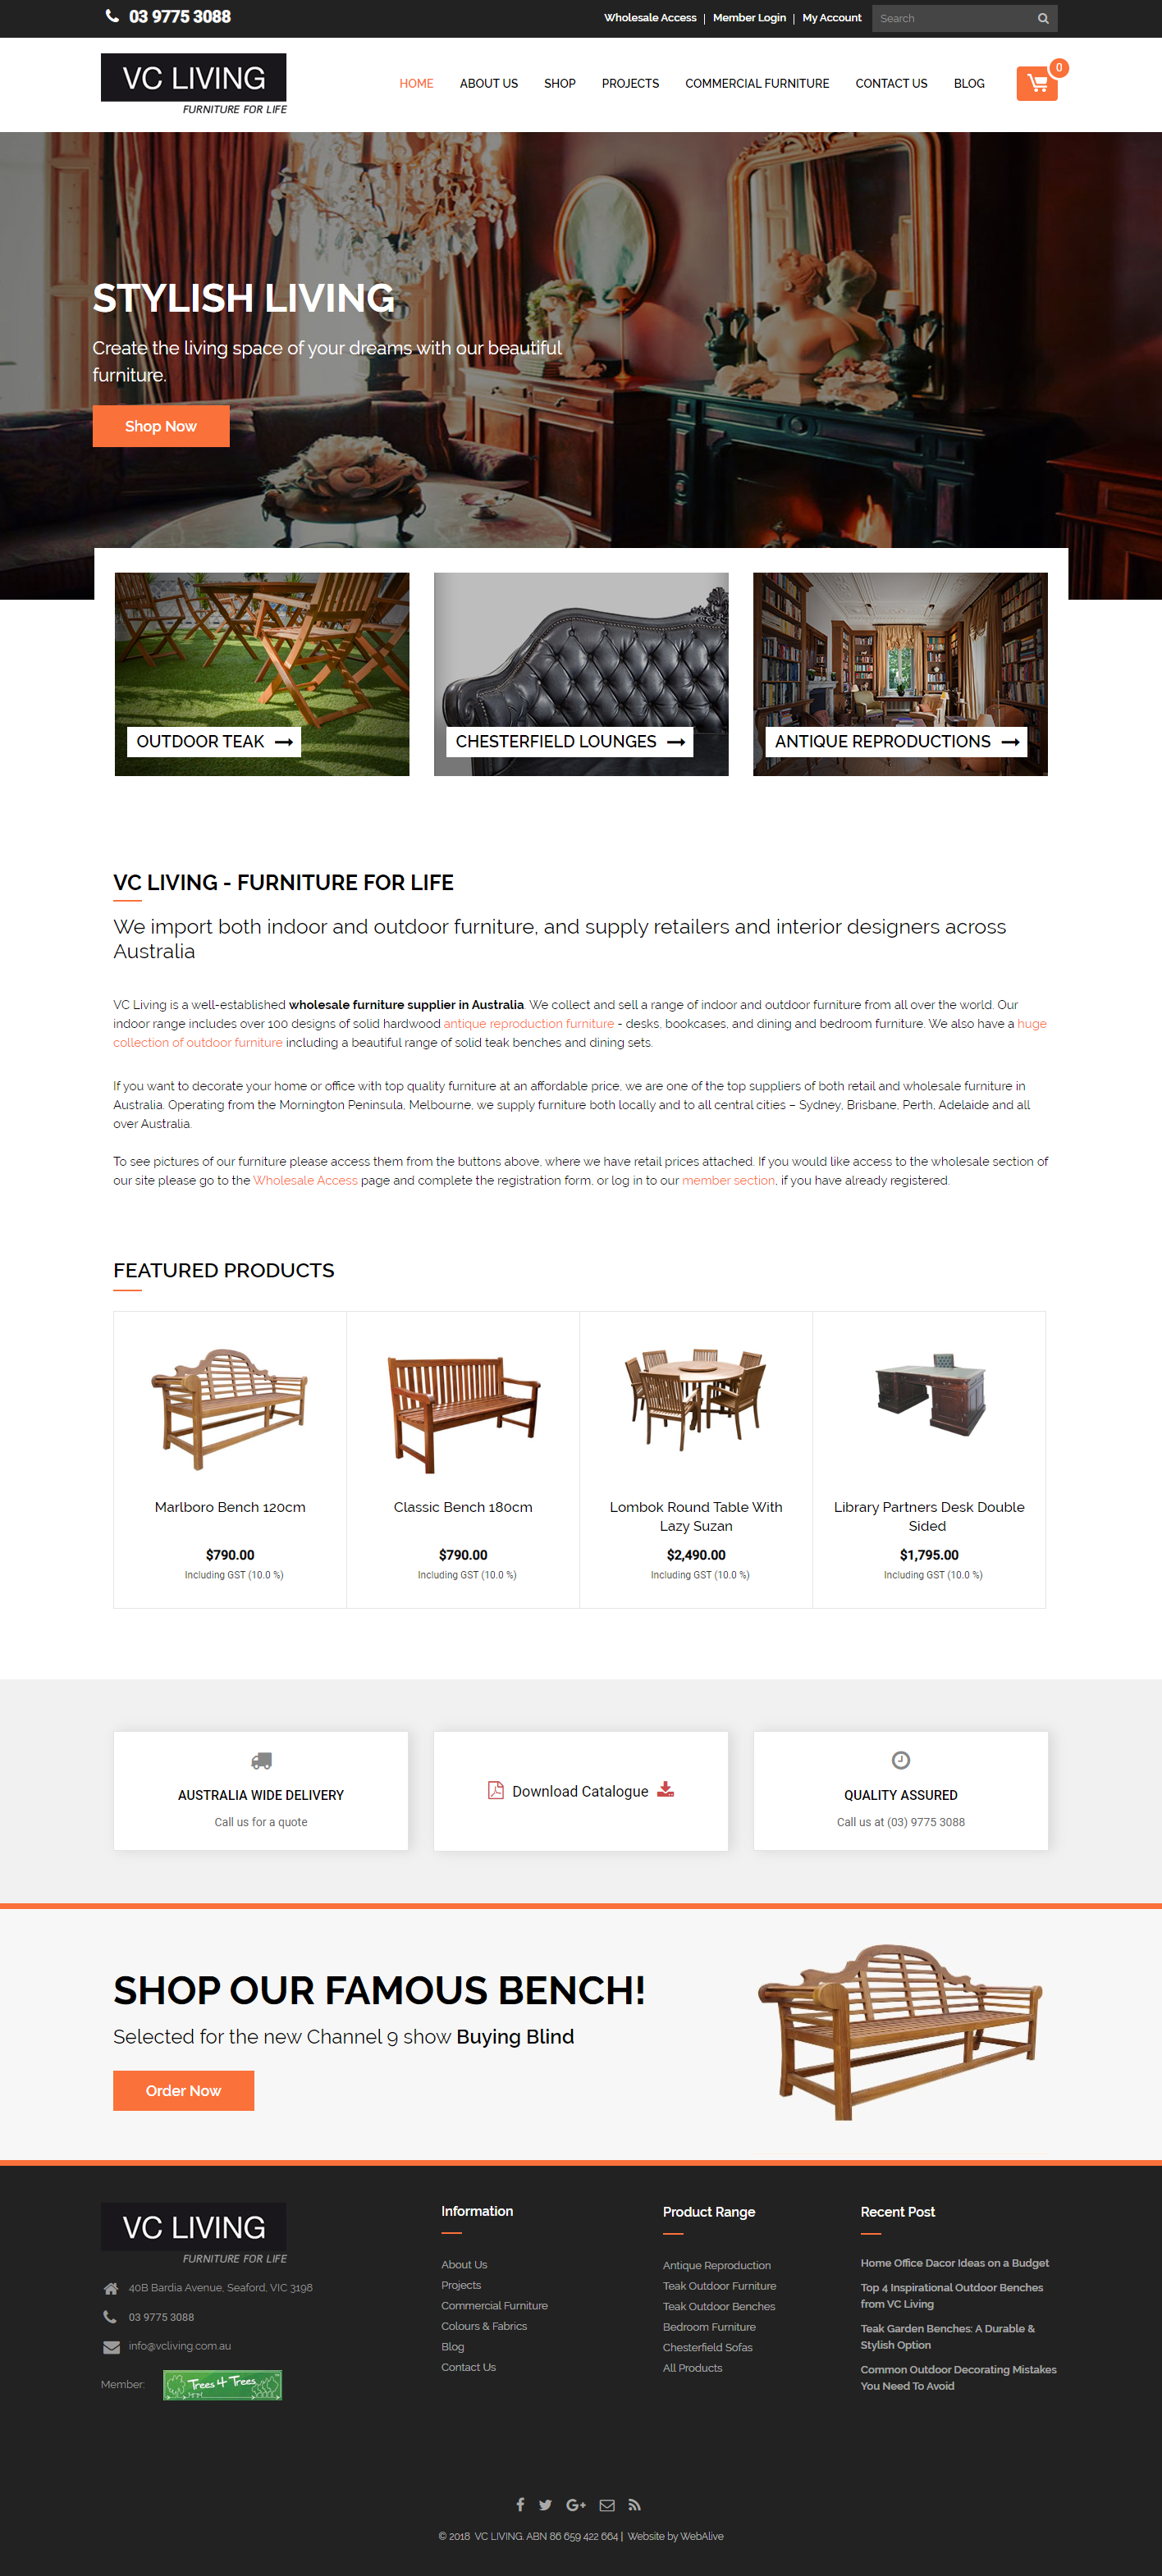 03 9775 3088
Wholesale Access | Member Login | My Account
Search
VC LIVING
FURNITURE FOR LIFE
HOME
ABOUT US
SHOP
PROJECTS
COMMERCIAL FURNITURE
CONTACT US
BLOG
0
STYLISH LIVING
Create the living space of your dreams with our beautiful
furniture.
Shop Now
OUTDOOR TEAK
CHESTERFIELD LOUNGES
ANTIQUE REPRODUCTIONS
VC LIVING - FURNITURE FOR LIFE
We import both indoor and outdoor furniture, and supply retailers and interior designers across
Australia
VC Living is a well-established wholesale furniture supplier in Australia. We collect and sell a range of indoor and outdoor furniture from all over the world. Our
indoor range includes over 100 designs of solid hardwood antique reproduction furniture - desks, bookcases, and dining and bedroom furniture. We also have a huge
collection of outdoor furniture including a beautiful range of solid teak benches and dining sets.
If you want to decorate your home or office with top quality furniture at an affordable price, we are one of the top suppliers of both retail and wholesale furniture in
Australia. Operating from the Mornington Peninsula, Melbourne, we supply furniture both locally and to all central cities – Sydney, Brisbane, Perth, Adelaide and all
over Australia.
To see pictures of our furniture please access them from the buttons above, where we have retail prices attached. If you would like access to the wholesale section of
our site please go to the Wholesale Access page and complete the registration form, or log in to our member section, if you have already registered.
FEATURED PRODUCTS
Marlboro Bench 120cm
$790.00
Including GST (10.0 %)
Classic Bench 180cm
$790.00
Including GST (10.0 %)
Lombok Round Table With
Lazy Suzan
$2,490.00
Including GST (10.0 %)
Library Partners Desk Double
Sided
$1,795.00
Including GST (10.0 %)
AUSTRALIA WIDE DELIVERY
Call us for a quote
Download Catalogue
QUALITY ASSURED
Call us at (03) 9775 3088
SHOP OUR FAMOUS BENCH!
Selected for the new Channel 9 show Buying Blind
Order Now
VC LIVING
FURNITURE FOR LIFE
40B Bardia Avenue, Seaford, VIC 3198
03 9775 3088
info@vcliving.com.au
Member:
Trees 4 Trees
Information
About Us
Projects
Commercial Furniture
Colours & Fabrics
Blog
Contact Us
Product Range
Antique Reproduction
Teak Outdoor Furniture
Teak Outdoor Benches
Bedroom Furniture
Chesterfield Sofas
All Products
Recent Post
Home Office Dacor Ideas on a Budget
Top 4 Inspirational Outdoor Benches
from VC Living
Teak Garden Benches: A Durable &
Stylish Option
Common Outdoor Decorating Mistakes
You Need To Avoid
© 2018 VC LIVING. ABN 86 659 422 664 | Website by WebAlive